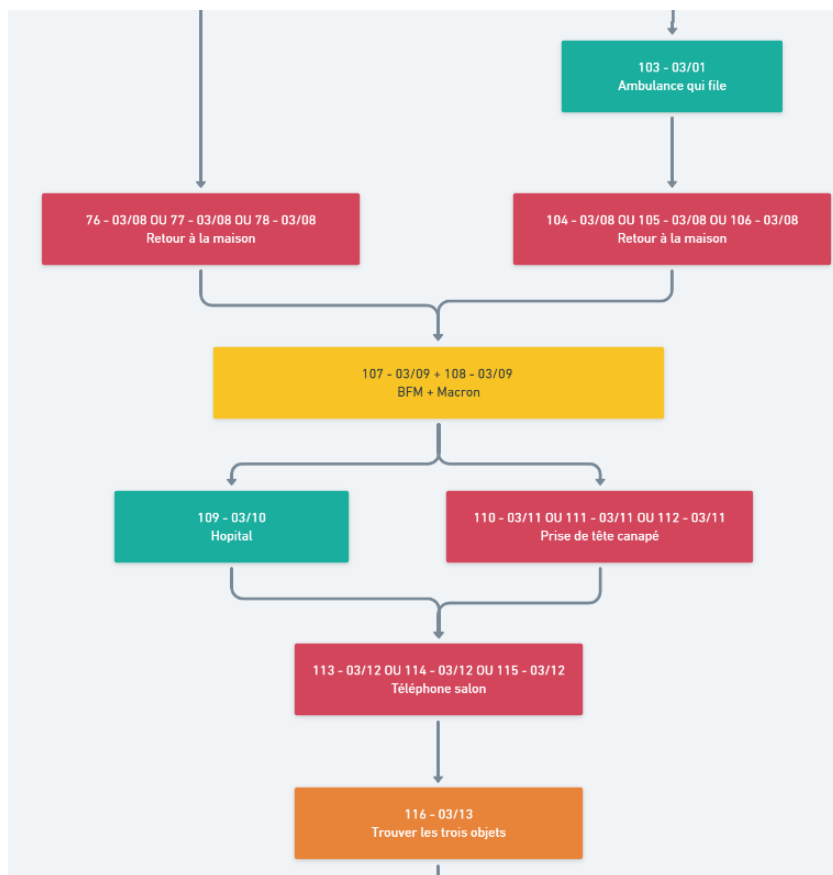 103 - 03/01
Ambulance qui file
76 - 03/08 OU 77 - 03/08 OU 78 - 03/08
Retour à la maison
104 - 03/08 OU 105 - 03/08 OU 106 - 03/08
Retour à la maison
107 - 03/09 + 108 - 03/09
BFM + Macron
109 - 03/10
Hopital
110 - 03/11 OU 111 - 03/11 OU 112 - 03/11
Prise de tête canapé
113 - 03/12 OU 114 - 03/12 OU 115 - 03/12
Téléphone salon
116 - 03/13
Trouver les trois objets